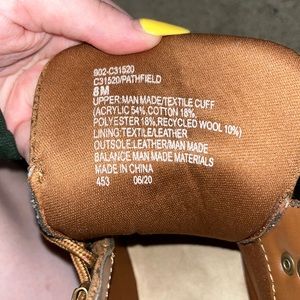 902-C31520
C31520/PATHFIELD
8 M
UPPER:MAN MADE/TEXTILE CUFF
(ACRYLIC 54%,COTTON 18%,
POLYESTER 18%,RECYCLED WOOL 10%)
LINING:TEXTILE/LEATHER
OUTSOLE:LEATHER/MAN MADE
BALANCE MAN MADE MATERIALS
MADE IN CHINA
453 06/20